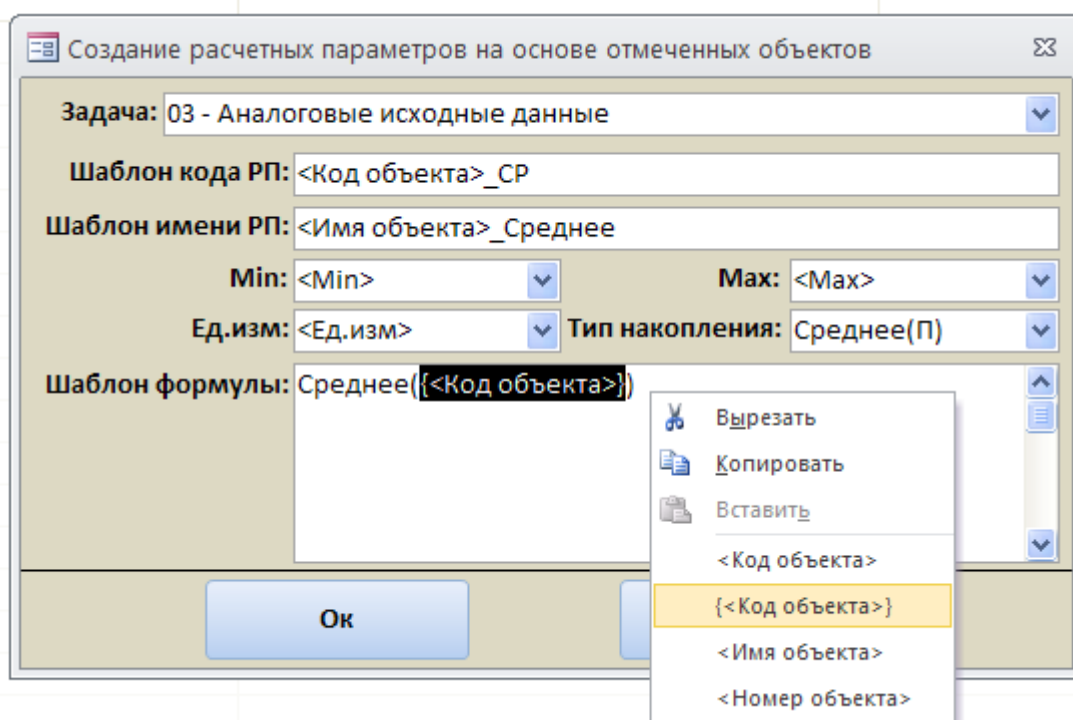 Создание расчетных параметров на основе отмеченных объектов
Задача: 03 - Аналоговые исходные данные
Шаблон кода РП: <Код объекта>_СР
Шаблон имени РП: <Имя объекта>_Среднее
Min: <Min> Max: <Max>
Ед.изм: <Ед.изм> Тип накопления: Среднее(П)
Шаблон формулы: Среднее({<Код объекта>})
Вырезать
Копировать
Вставить
<Код объекта>
{<Код объекта>}
<Имя объекта>
<Номер объекта>
Ок